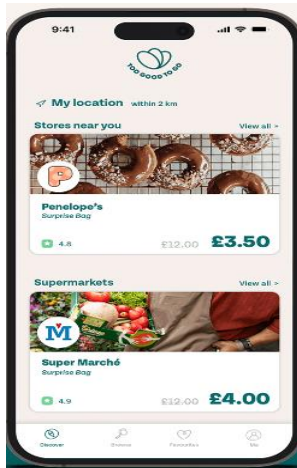 9:41
TOO GOOD TO GO
My location within 2 km
Stores near you View all >
P
Penelope's
Surprise Bag
4.8 £12.00 £3.50
Supermarkets View all >
M
Super Marché
Surprise Bag
4.9 £12.00 £4.00
Discover Browse Favourites Me